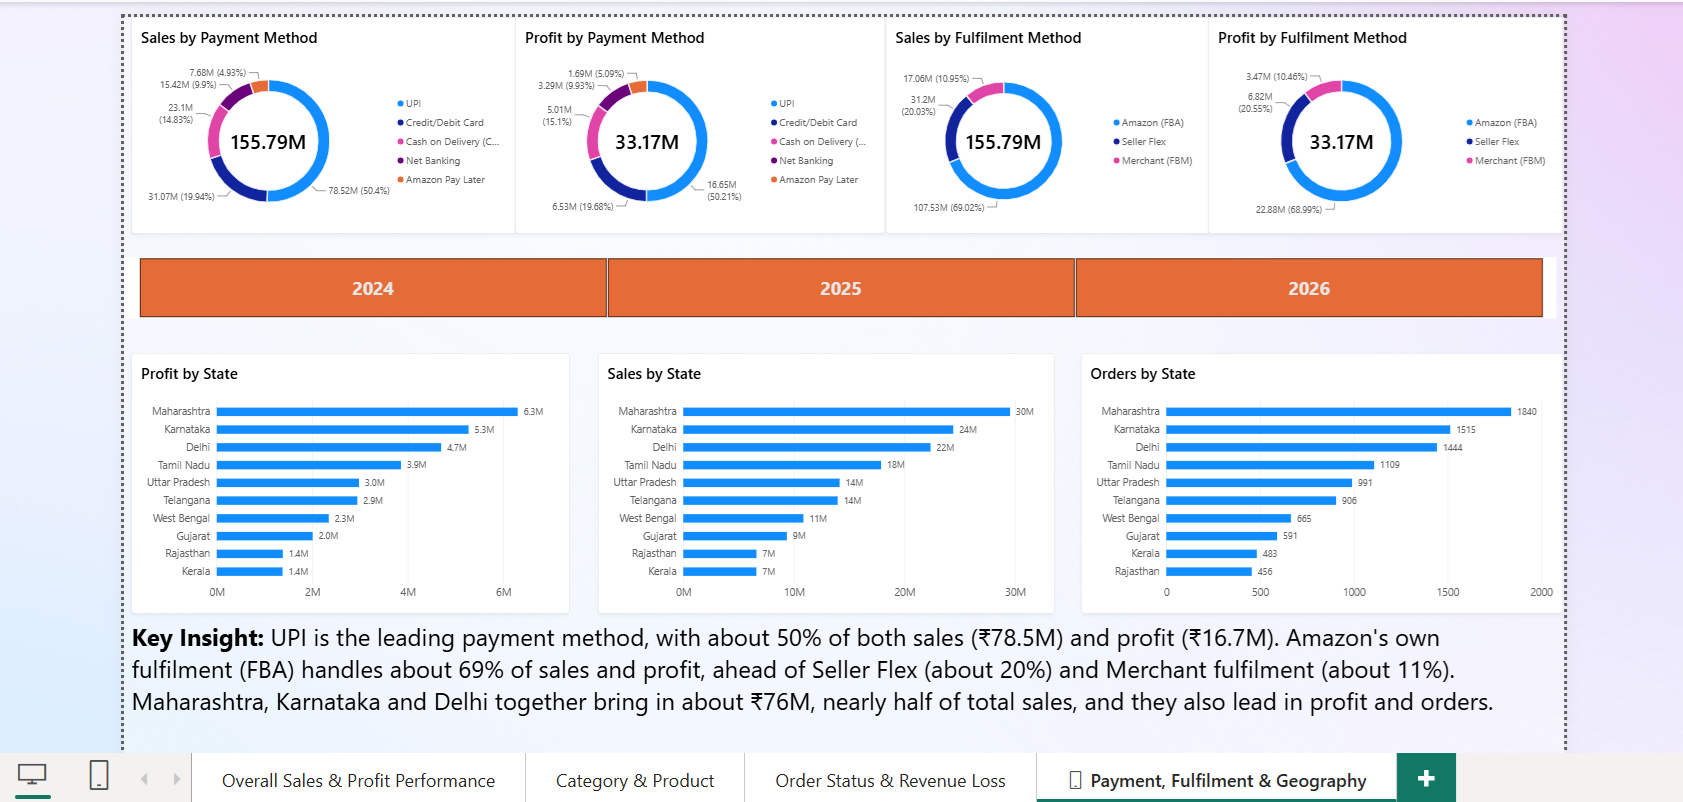 Sales by Payment Method
7.68M (4.93%)
15.42M (9.9%)
23.1M
(14.83%)
155.79M
31.07M (19.94%)
78.52M (50.4%)
UPI
Credit/Debit Card
Cash on Delivery (C...
Net Banking
Amazon Pay Later
Profit by Payment Method
1.69M (5.09%)
3.29M (9.93%)
5.01M
(15.1%)
33.17M
6.53M (19.68%)
16.65M
(50.21%)
UPI
Credit/Debit Card
Cash on Delivery (...
Net Banking
Amazon Pay Later
Sales by Fulfilment Method
17.06M (10.95%)
31.2M
(20.03%)
155.79M
107.53M (69.02%)
Amazon (FBA)
Seller Flex
Merchant (FBM)
Profit by Fulfilment Method
3.47M (10.46%)
6.82M
(20.55%)
33.17M
22.88M (68.99%)
Amazon (FBA)
Seller Flex
Merchant (FBM)
2024
2025
2026
Profit by State
Maharashtra 6.3M
Karnataka 5.3M
Delhi 4.7M
Tamil Nadu 3.9M
Uttar Pradesh 3.0M
Telangana 2.9M
West Bengal 2.3M
Gujarat 2.0M
Rajasthan 1.4M
Kerala 1.4M
0M 2M 4M 6M
Sales by State
Maharashtra 30M
Karnataka 24M
Delhi 22M
Tamil Nadu 18M
Uttar Pradesh 14M
Telangana 14M
West Bengal 11M
Gujarat 9M
Rajasthan 7M
Kerala 7M
0M 10M 20M 30M
Orders by State
Maharashtra 1840
Karnataka 1515
Delhi 1444
Tamil Nadu 1109
Uttar Pradesh 991
Telangana 906
West Bengal 665
Gujarat 591
Kerala 483
Rajasthan 456
0 500 1000 1500 2000
Key Insight: UPI is the leading payment method, with about 50% of both sales (₹78.5M) and profit (₹16.7M). Amazon's own
fulfilment (FBA) handles about 69% of sales and profit, ahead of Seller Flex (about 20%) and Merchant fulfilment (about 11%).
Maharashtra, Karnataka and Delhi together bring in about ₹76M, nearly half of total sales, and they also lead in profit and orders.
Overall Sales & Profit Performance
Category & Product
Order Status & Revenue Loss
Payment, Fulfilment & Geography